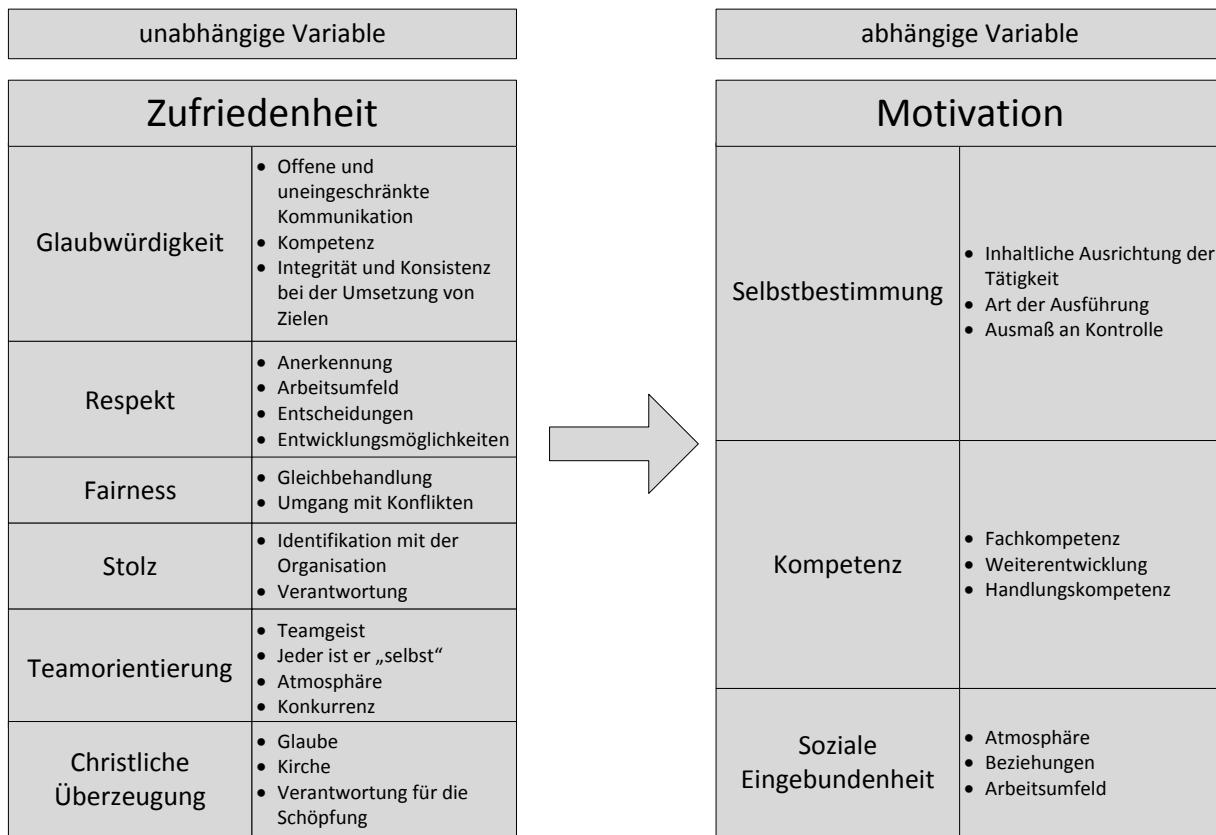 unabhängige Variable
Zufriedenheit
Glaubwürdigkeit
• Offene und
uneingeschränkte
Kommunikation
• Kompetenz
• Integrität und Konsistenz
bei der Umsetzung von
Zielen
Respekt
• Anerkennung
• Arbeitsumfeld
• Entscheidungen
• Entwicklungsmöglichkeiten
Fairness
• Gleichbehandlung
• Umgang mit Konflikten
Stolz
• Identifikation mit der
Organisation
• Verantwortung
Teamorientierung
• Teamgeist
• Jeder ist er „selbst“
• Atmosphäre
• Konkurrenz
Christliche
Überzeugung
• Glaube
• Kirche
• Verantwortung für die
Schöpfung
abhängige Variable
Motivation
Selbstbestimmung
• Inhaltliche Ausrichtung der
Tätigkeit
• Art der Ausführung
• Ausmaß an Kontrolle
Kompetenz
• Fachkompetenz
• Weiterentwicklung
• Handlungskompetenz
Soziale
Eingebundenheit
• Atmosphäre
• Beziehungen
• Arbeitsumfeld